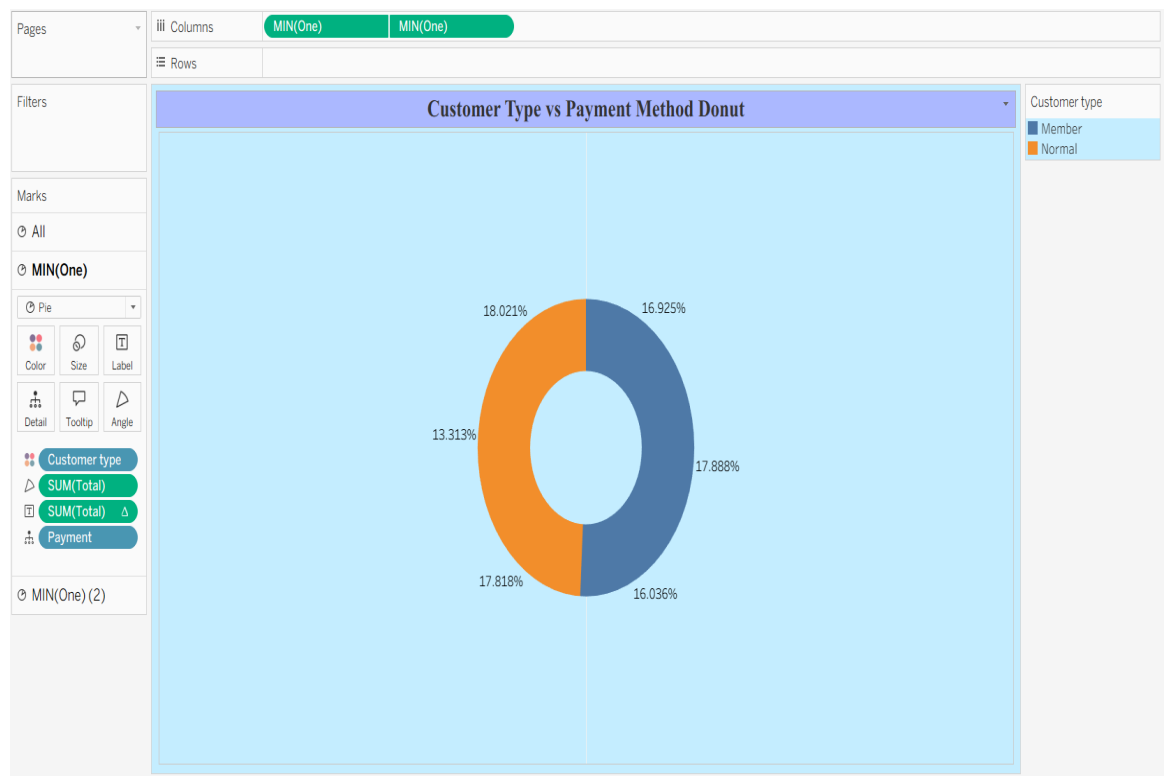 Pages
Columns
MIN(One)
MIN(One)
Rows
Filters
Customer Type vs Payment Method Donut
Customer type
Member
Normal
Marks
All
MIN(One)
Pie
Color
Size
Label
Detail
Tooltip
Angle
Customer type
SUM(Total)
SUM(Total) Δ
Payment
MIN(One) (2)
18.021%
16.925%
13.313%
17.888%
17.818%
16.036%